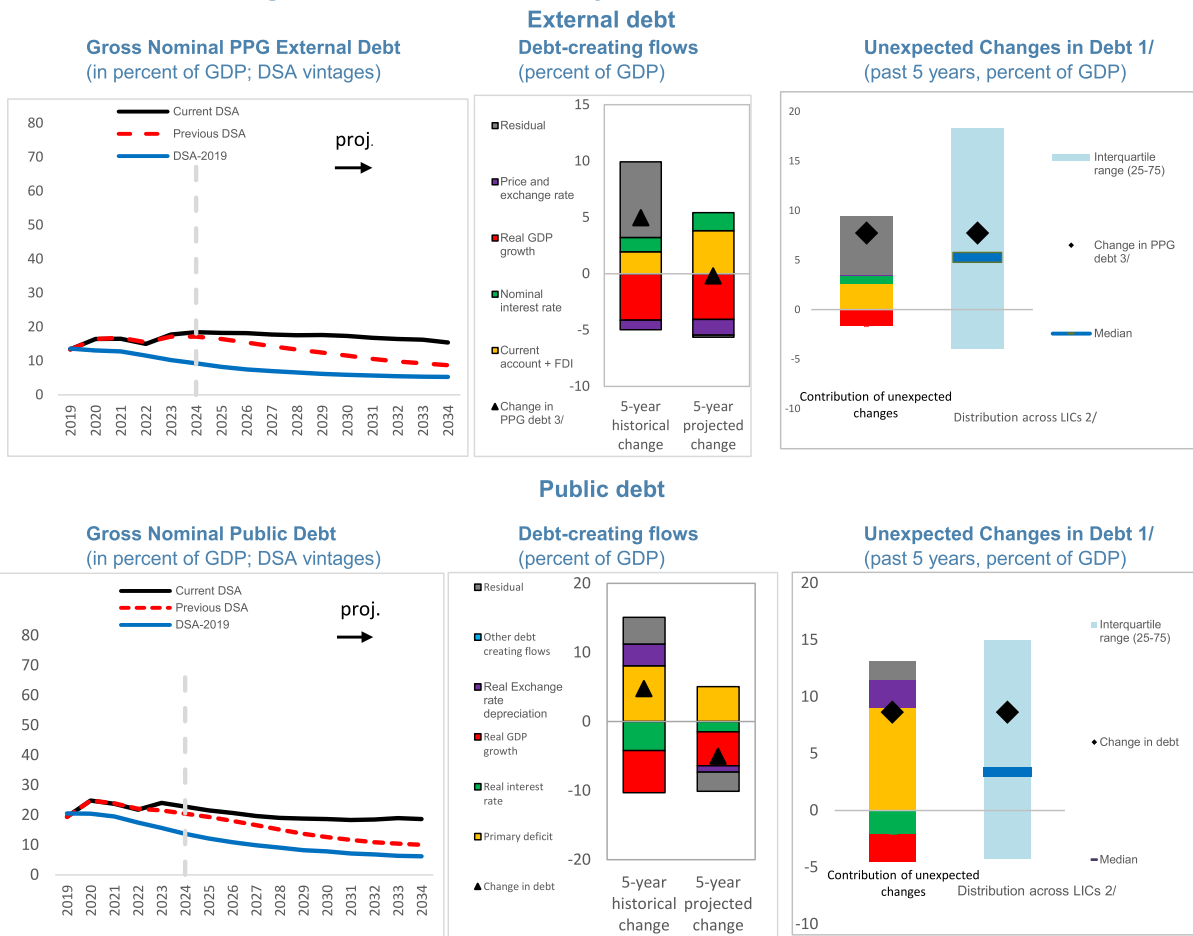 External debt
Gross Nominal PPG External Debt
(in percent of GDP; DSA vintages)
Debt-creating flows
(percent of GDP)
Unexpected Changes in Debt 1/
(past 5 years, percent of GDP)
Current DSA
Previous DSA
DSA-2019
proj.
80
70
60
50
40
30
20
10
0
2019
2020
2021
2022
2023
2024
2025
2026
2027
2028
2029
2030
2031
2032
2033
2034
Residual
Price and
exchange rate
Real GDP
growth
Nominal
interest rate
Current
account + FDI
Change in
PPG debt 3/
15
10
5
0
-5
-10
5-year
historical
change
5-year
projected
change
20
15
10
5
0
-5
-10
Contribution of unexpected
changes
Distribution across LICs 2/
Interquartile
range (25-75)
Change in PPG
debt 3/
Median
Public debt
Gross Nominal Public Debt
(in percent of GDP; DSA vintages)
Debt-creating flows
(percent of GDP)
Unexpected Changes in Debt 1/
(past 5 years, percent of GDP)
Current DSA
Previous DSA
DSA-2019
proj.
80
70
60
50
40
30
20
10
0
2019
2020
2021
2022
2023
2024
2025
2026
2027
2028
2029
2030
2031
2032
2033
2034
Residual
Other debt
creating flows
Real Exchange
rate
depreciation
Real GDP
growth
Real interest
rate
Primary deficit
Change in debt
20
10
0
-10
-20
5-year
historical
change
5-year
projected
change
20
15
10
5
0
-5
-10
Contribution of unexpected
changes
Distribution across LICs 2/
Interquartile
range (25-75)
Change in debt
Median